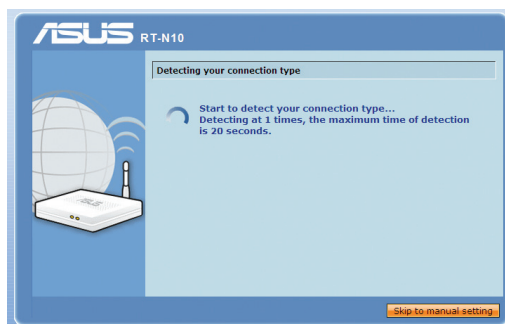 ASUS RT-N10
Detecting your connection type
Start to detect your connection type...
Detecting at 1 times, the maximum time of detection
is 20 seconds.
ASUS
Skip to manual setting